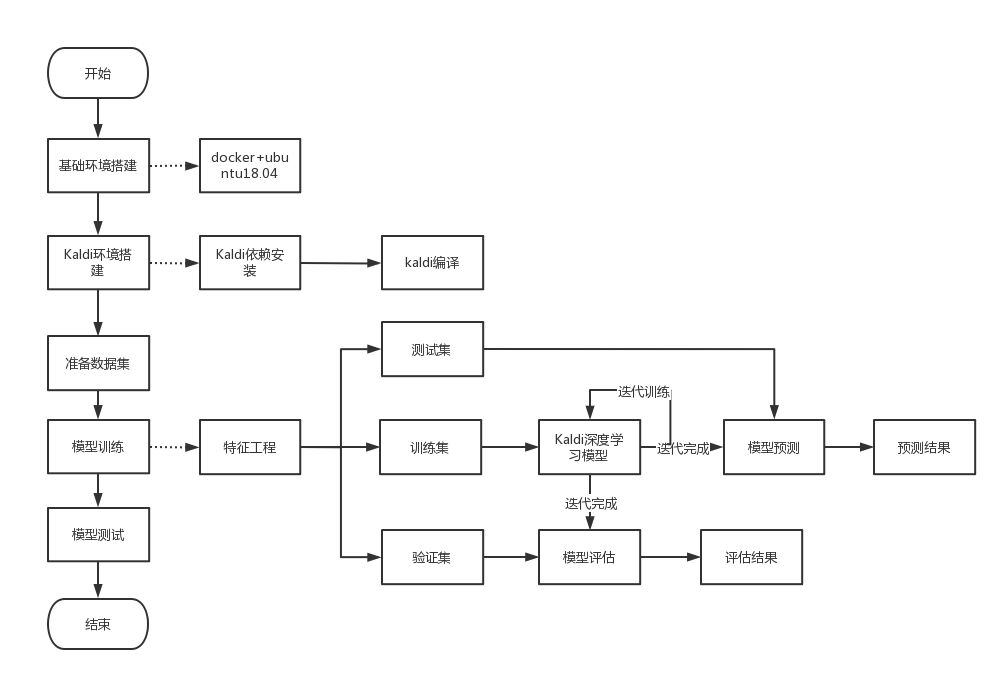 开始
基础环境搭建
docker+ubu
ntu18.04
Kaldi环境搭
建
Kaldi依赖安
装
kaldi编译
准备数据集
测试集
迭代训练
模型训练
特征工程
训练集
Kaldi深度学
习模型
迭代完成
模型预测
预测结果
迭代完成
模型测试
验证集
模型评估
评估结果
结束